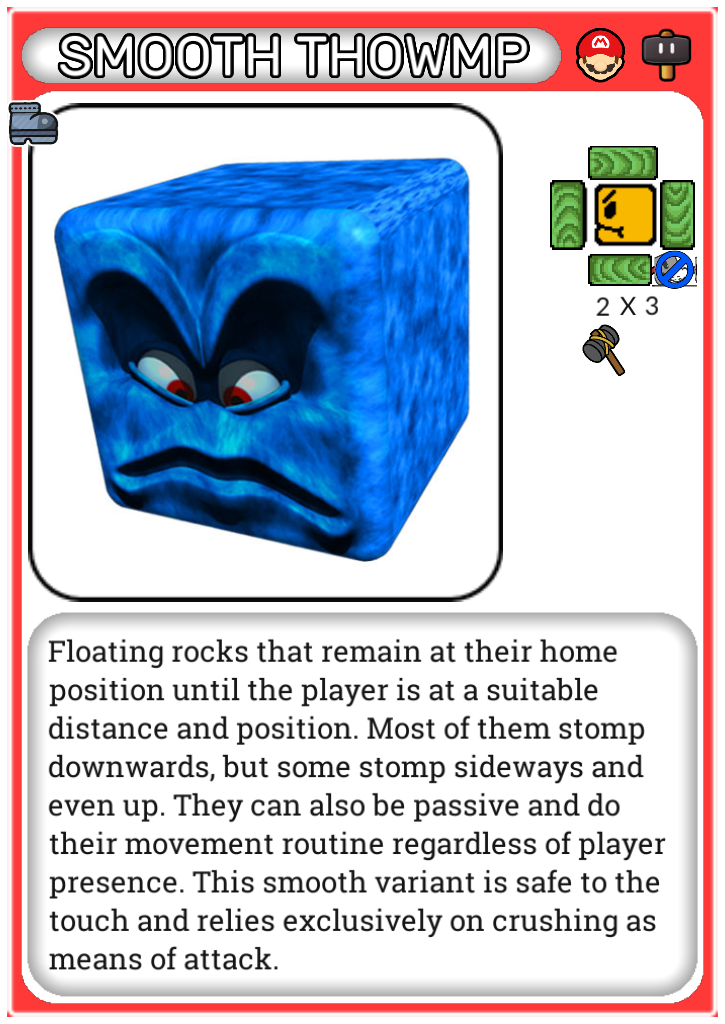 SMOOTH THOWMP
2 X 3
Floating rocks that remain at their home
position until the player is at a suitable
distance and position. Most of them stomp
downwards, but some stomp sideways and
even up. They can also be passive and do
their movement routine regardless of player
presence. This smooth variant is safe to the
touch and relies exclusively on crushing as
means of attack.